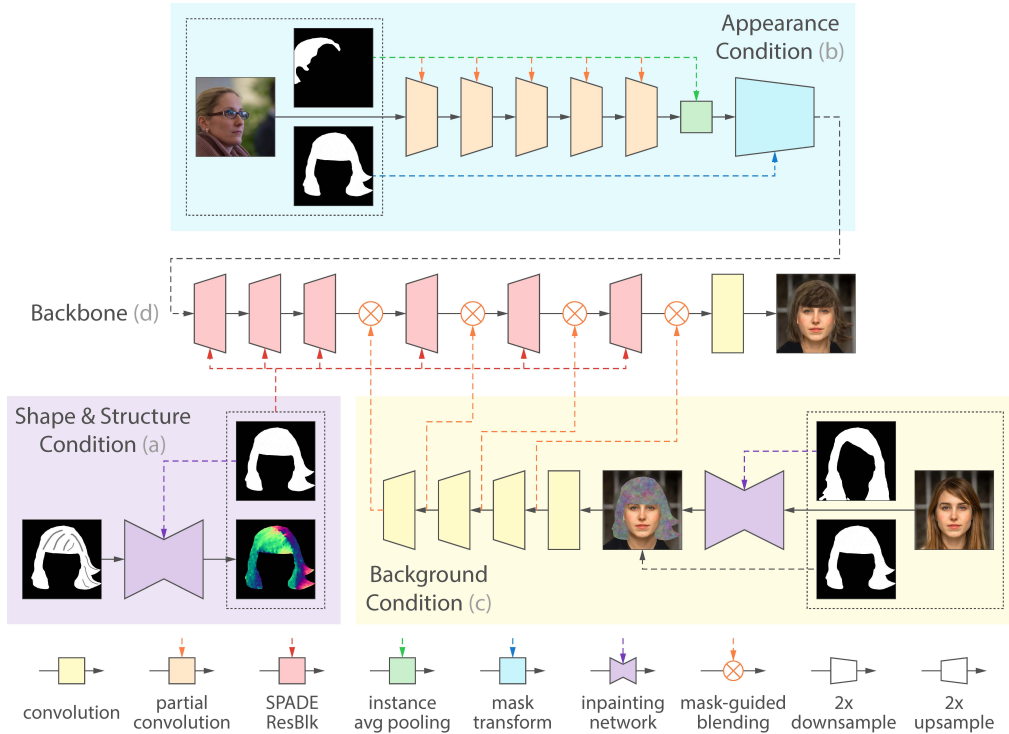 Appearance
Condition (b)
Backbone (d)
Shape & Structure
Condition (a)
Background
Condition (c)
convolution
partial
convolution
SPADE
ResBlk
instance
avg pooling
mask
transform
inpainting
network
mask-guided
blending
2x
downsample
2x
upsample